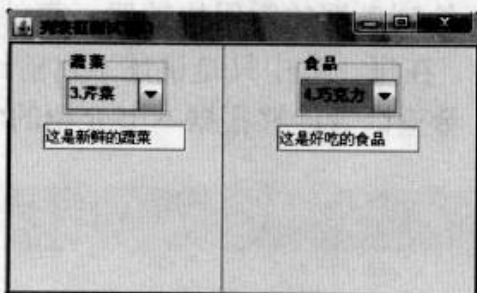 蔬菜
3.芹菜
这是新鲜的蔬菜
食品
4.巧克力
这是好吃的食品